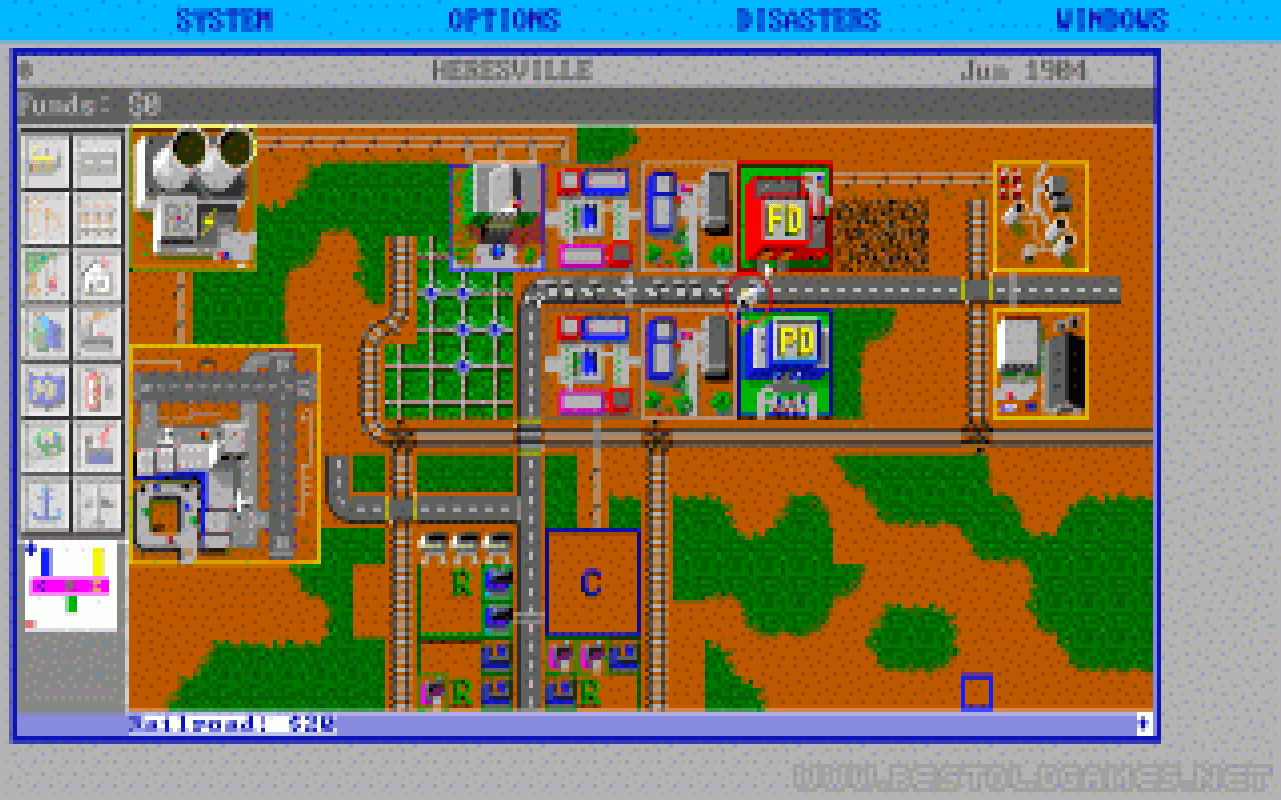 SYSTEM OPTIONS DISASTERS WINDOWS
HERESVILLE Jun 1904
Funds: $0
FD
PD
R C
R R
Railroad: $20
WWW.BESTOLDGAMES.NET